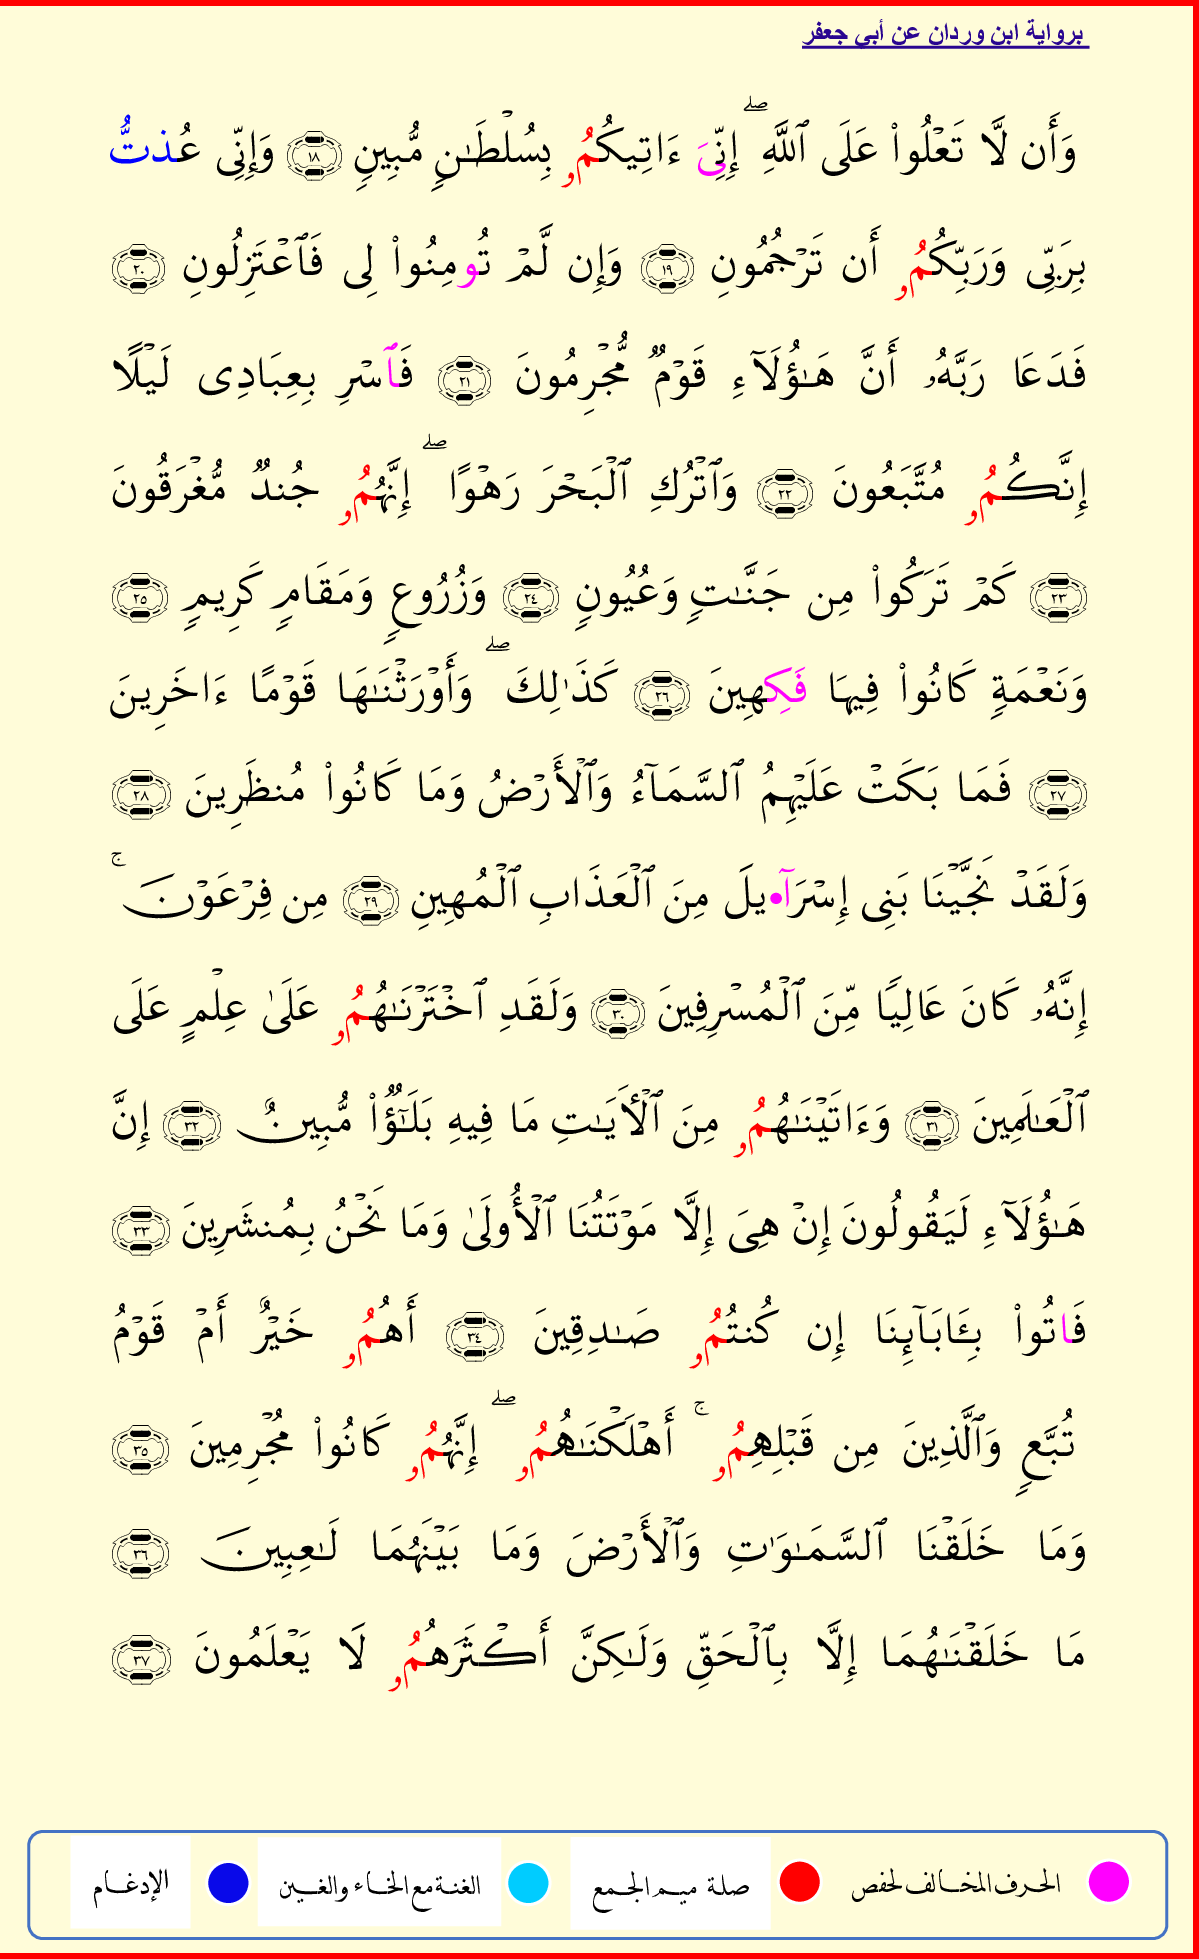 برواية ابن وردان عن أبي جعفر
وَأَن لَّا تَعْلُوا۟ عَلَى ٱللَّهِ ۖ إِنِّىَ ءَاتِيكُمُۥ بِسُلْطَـٰنٍ مُّبِينٍ ١٨ وَإِنِّى عُذتُّ
بِرَبِّى وَرَبِّكُمُۥ أَن تَرْجُمُونِ ١٩ وَإِن لَّمْ تُومِنُوا۟ لِى فَٱعْتَزِلُونِ ٢٠
فَدَعَا رَبَّهُۥ أَنَّ هَـٰٓؤُلَآءِ قَوْمٌ مُّجْرِمُونَ ٢١ فَٱسْرِ بِعِبَادِى لَيْلًا
إِنَّكُمُۥ مُتَّبَعُونَ ٢٢ وَٱتْرُكِ ٱلْبَحْرَ رَهْوًا ۖ إِنَّهُمُۥ جُندٌ مُّغْرَقُونَ
٢٣ كَمْ تَرَكُوا۟ مِن جَنَّـٰتٍ وَعُيُونٍ ٢٤ وَزُرُوعٍ وَمَقَامٍ كَرِيمٍ ٢٥
وَنَعْمَةٍ كَانُوا۟ فِيهَا فَكِهِينَ ٢٦ كَذَٰلِكَ ۖ وَأَوْرَثْنَـٰهَا قَوْمًا ءَاخَرِينَ
٢٧ فَمَا بَكَتْ عَلَيْهِمُ ٱلسَّمَآءُ وَٱلْأَرْضُ وَمَا كَانُوا۟ مُنظَرِينَ ٢٨
وَلَقَدْ نَجَّيْنَا بَنِى إِسْرَآ•يلَ مِنَ ٱلْعَذَابِ ٱلْمُهِينِ ٢٩ مِن فِرْعَوْنَ ۚ
إِنَّهُۥ كَانَ عَالِيًا مِّنَ ٱلْمُسْرِفِينَ ٣٠ وَلَقَدِ ٱخْتَرْنَـٰهُمُۥ عَلَىٰ عِلْمٍ عَلَى
ٱلْعَـٰلَمِينَ ٣١ وَءَاتَيْنَـٰهُمُۥ مِنَ ٱلْأَيَـٰتِ مَا فِيهِ بَلَـٰٓؤٌا۟ مُّبِينٌ ٣٢ إِنَّ
هَـٰٓؤُلَآءِ لَيَقُولُونَ إِنْ هِىَ إِلَّا مَوْتَتُنَا ٱلْأُولَىٰ وَمَا نَحْنُ بِمُنشَرِينَ ٣٣
فَاتُوا۟ بِـَٔابَآئِنَا إِن كُنتُمُۥ صَـٰدِقِينَ ٣٤ أَهُمُۥ خَيْرٌ أَمْ قَوْمُ
تُبَّعٍ وَٱلَّذِينَ مِن قَبْلِهِمُۥ ۚ أَهْلَكْنَـٰهُمُۥ ۖ إِنَّهُمُۥ كَانُوا۟ مُجْرِمِينَ ٣٥
وَمَا خَلَقْنَا ٱلسَّمَـٰوَٰتِ وَٱلْأَرْضَ وَمَا بَيْنَهُمَا لَـٰعِبِينَ ٣٦
مَا خَلَقْنَـٰهُمَا إِلَّا بِٱلْحَقِّ وَلَـٰكِنَّ أَكْثَرَهُمُۥ لَا يَعْلَمُونَ ٣٧
الحرف المخالف لحفص صلة ميم الجمع الغنة مع الخاء والغين الإدغام